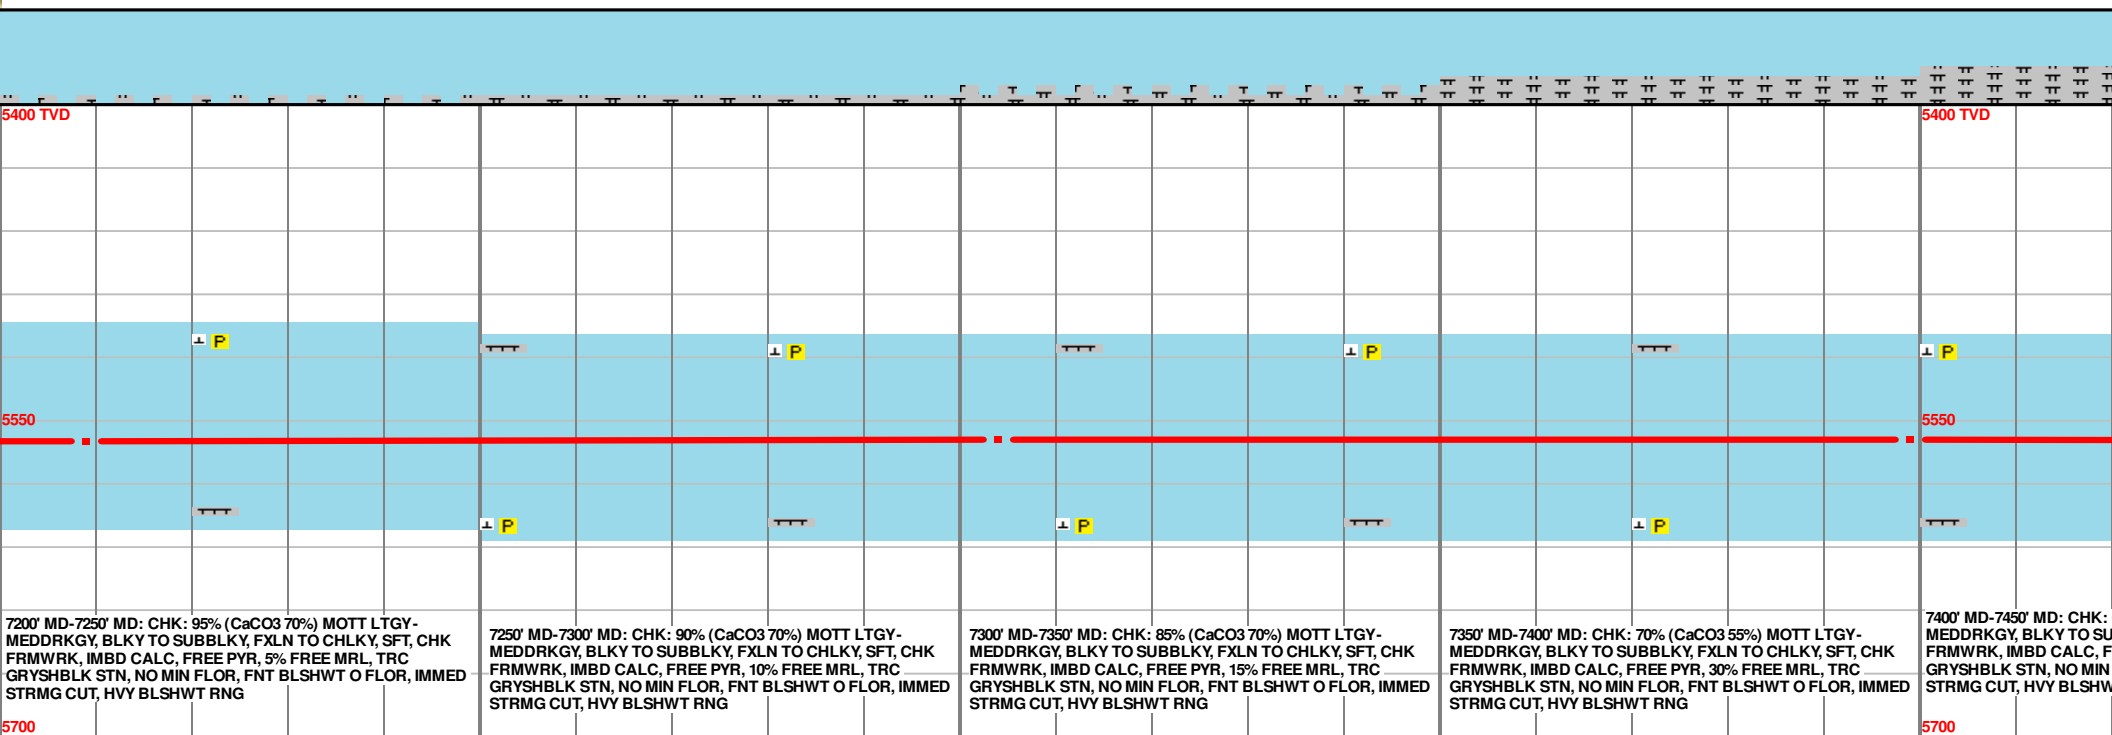 5400 TVD
5400 TVD
P
P
P
P
5550
5550
P
P
P
7200' MD-7250' MD: CHK: 95% (CaCO3 70%) MOTT LTGY-
MEDDRKGY, BLKY TO SUBBLKY, FXLN TO CHLKY, SFT, CHK
FRMWRK, IMBD CALC, FREE PYR, 5% FREE MRL, TRC
GRYSHBLK STN, NO MIN FLOR, FNT BLSHWT O FLOR, IMMED
STRMG CUT, HVY BLSHWT RNG
7250' MD-7300' MD: CHK: 90% (CaCO3 70%) MOTT LTGY-
MEDDRKGY, BLKY TO SUBBLKY, FXLN TO CHLKY, SFT, CHK
FRMWRK, IMBD CALC, FREE PYR, 10% FREE MRL, TRC
GRYSHBLK STN, NO MIN FLOR, FNT BLSHWT O FLOR, IMMED
STRMG CUT, HVY BLSHWT RNG
7300' MD-7350' MD: CHK: 85% (CaCO3 70%) MOTT LTGY-
MEDDRKGY, BLKY TO SUBBLKY, FXLN TO CHLKY, SFT, CHK
FRMWRK, IMBD CALC, FREE PYR, 15% FREE MRL, TRC
GRYSHBLK STN, NO MIN FLOR, FNT BLSHWT O FLOR, IMMED
STRMG CUT, HVY BLSHWT RNG
7350' MD-7400' MD: CHK: 70% (CaCO3 55%) MOTT LTGY-
MEDDRKGY, BLKY TO SUBBLKY, FXLN TO CHLKY, SFT, CHK
FRMWRK, IMBD CALC, FREE PYR, 30% FREE MRL, TRC
GRYSHBLK STN, NO MIN FLOR, FNT BLSHWT O FLOR, IMMED
STRMG CUT, HVY BLSHWT RNG
7400' MD-7450' MD: CHK:
MEDDRKGY, BLKY TO SU
FRMWRK, IMBD CALC, F
GRYSHBLK STN, NO MIN
STRMG CUT, HVY BLSHW
5700
5700